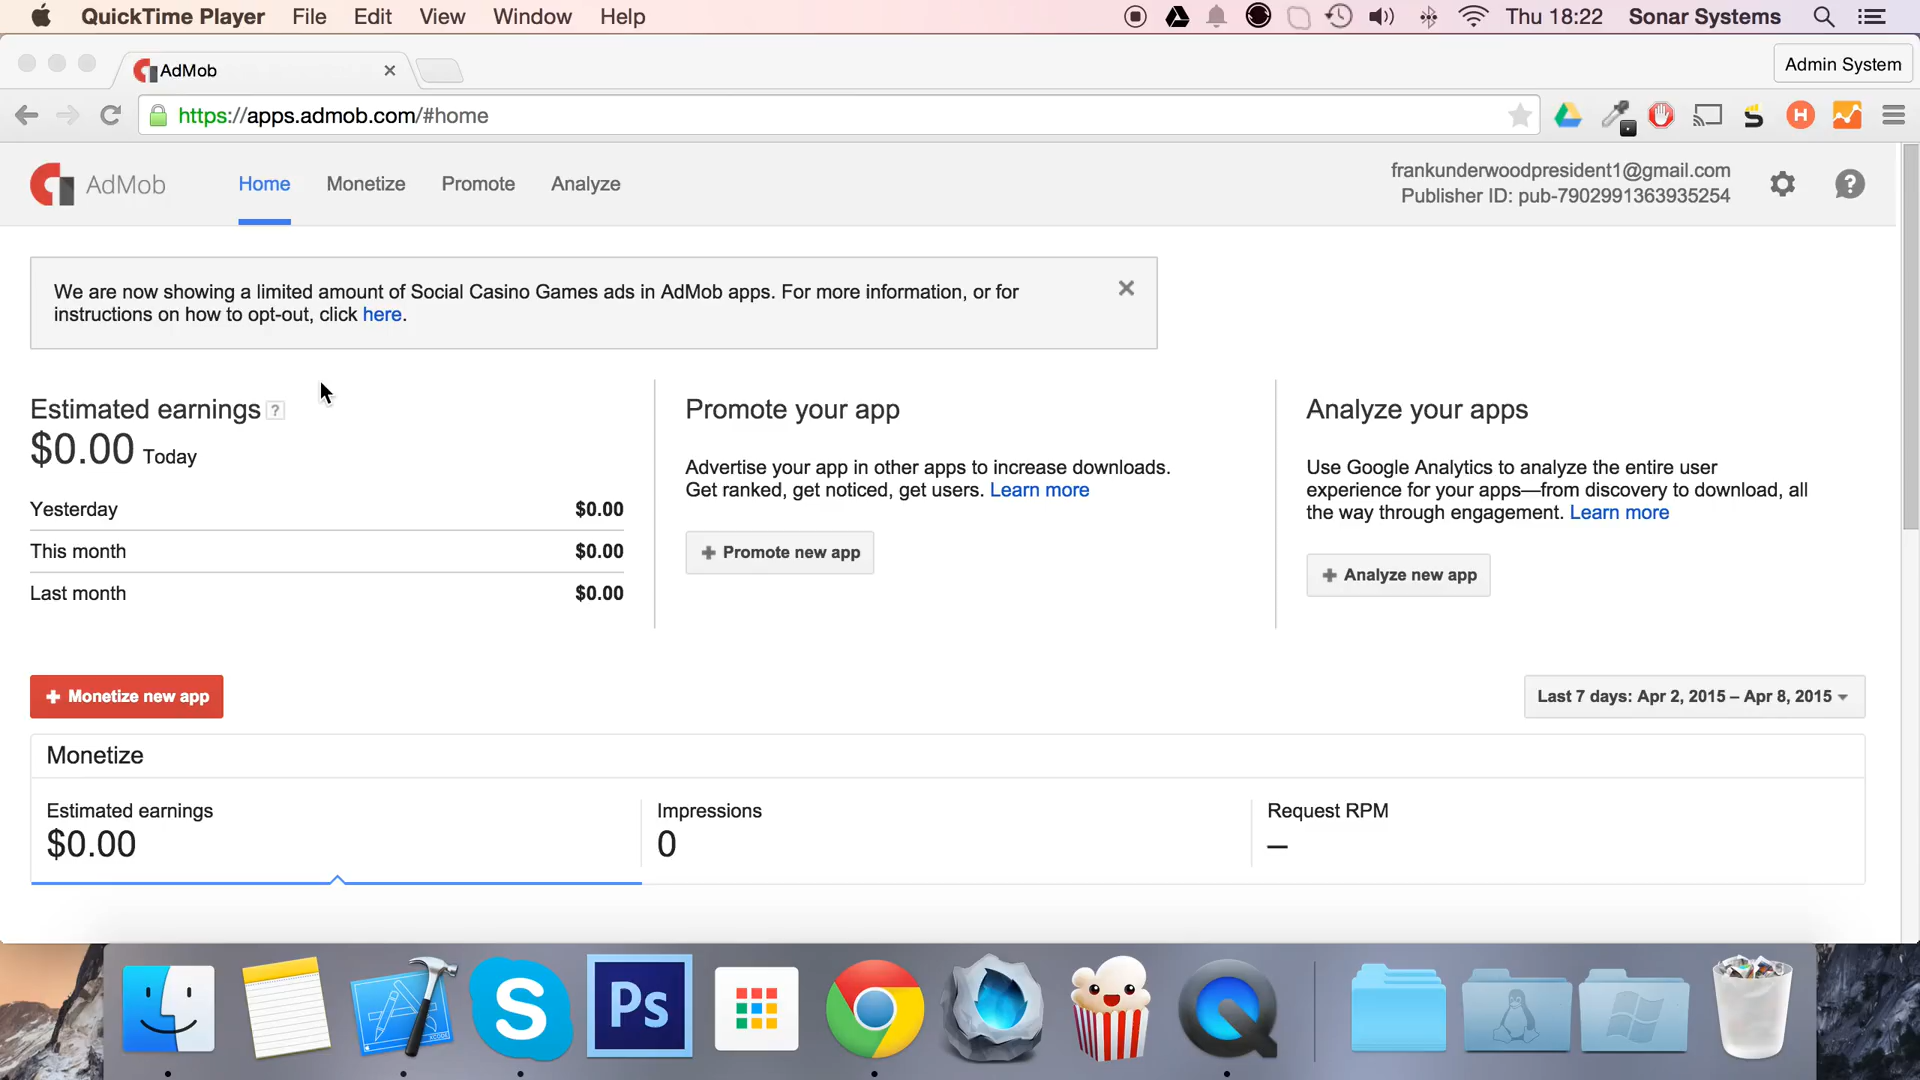 QuickTime Player File Edit View Window Help Thu 18:22 Sonar Systems
AdMob Admin System
https://apps.admob.com/#home
AdMob Home Monetize Promote Analyze
frankunderwoodpresident1@gmail.com
Publisher ID: pub-7902991363935254
We are now showing a limited amount of Social Casino Games ads in AdMob apps. For more information, or for
instructions on how to opt-out, click here.
Estimated earnings ?
$0.00 Today
Yesterday $0.00
This month $0.00
Last month $0.00
Promote your app
Advertise your app in other apps to increase downloads.
Get ranked, get noticed, get users. Learn more
+ Promote new app
Analyze your apps
Use Google Analytics to analyze the entire user
experience for your apps—from discovery to download, all
the way through engagement. Learn more
+ Analyze new app
+ Monetize new app
Last 7 days: Apr 2, 2015 – Apr 8, 2015
Monetize
Estimated earnings
$0.00
Impressions
0
Request RPM
–
S
Ps